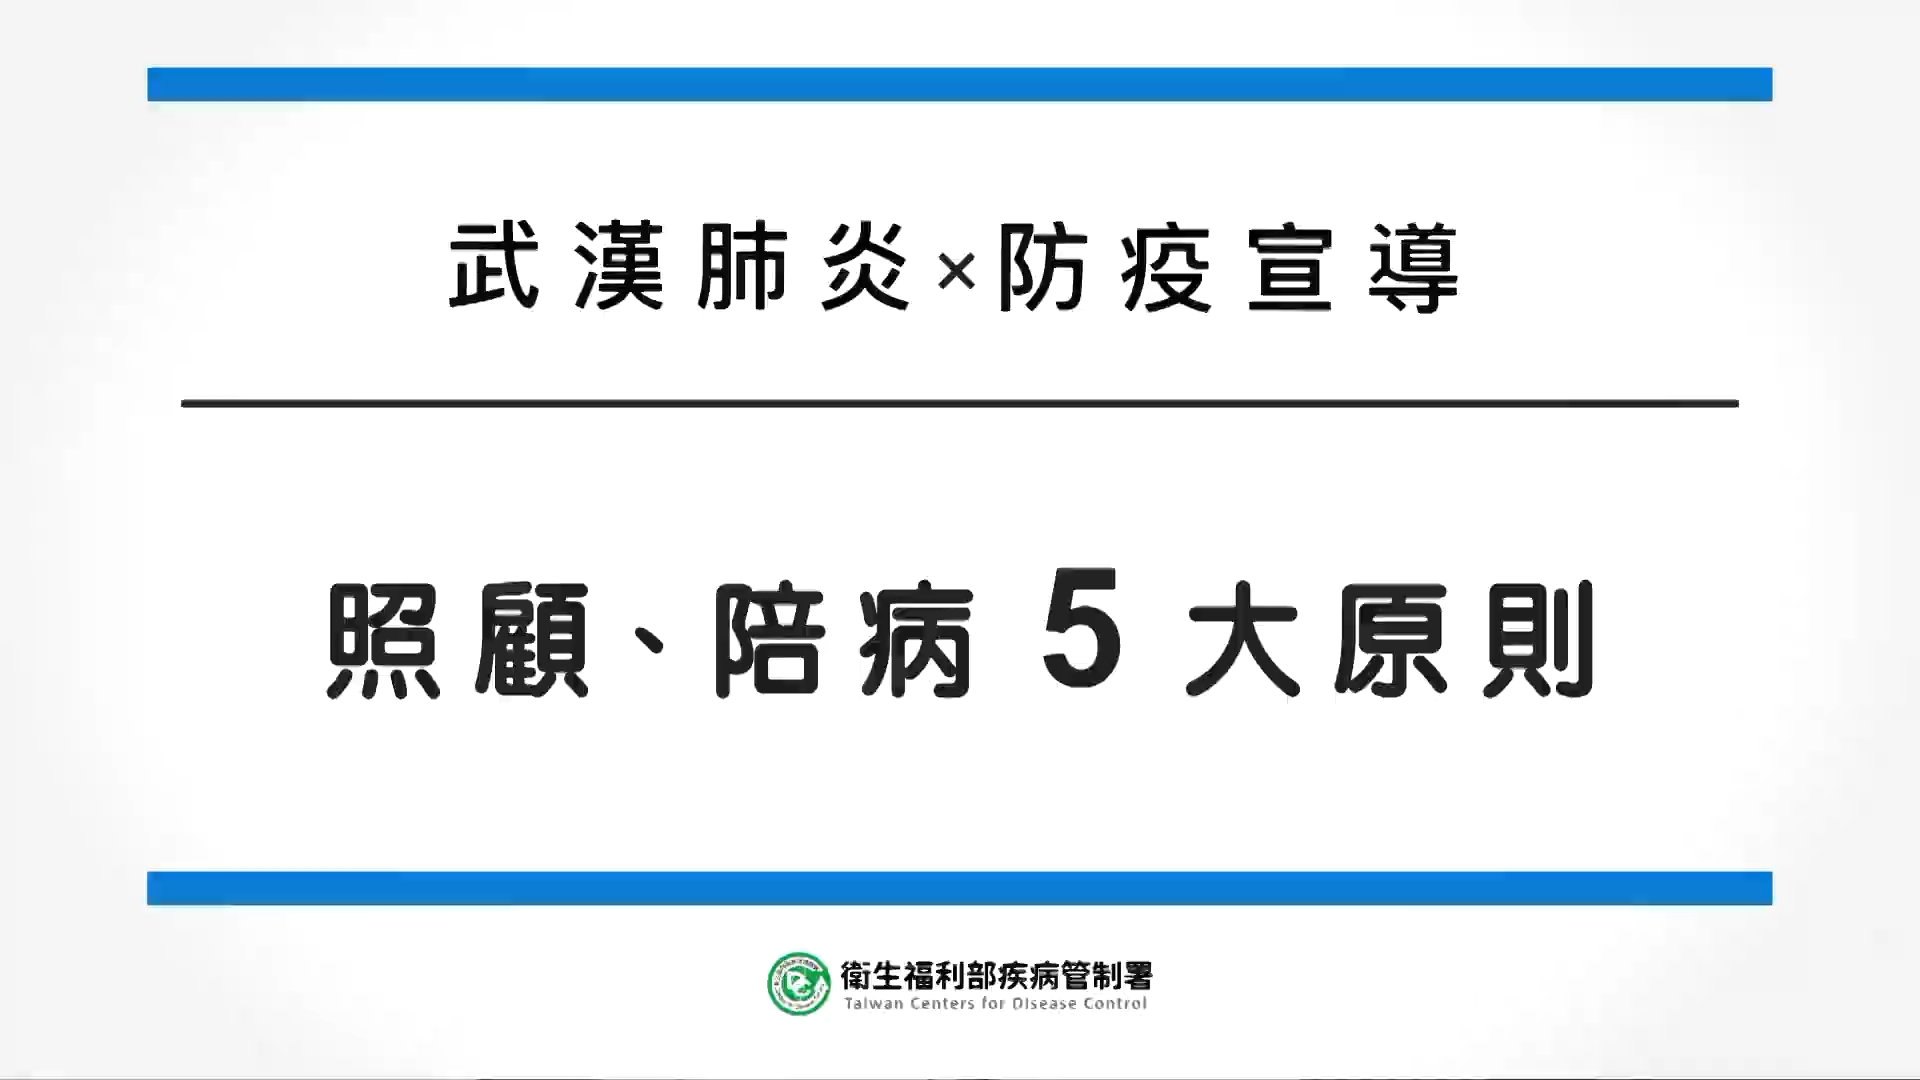 武漢肺炎×防疫宣導
照顧、陪病 5 大原則
衛生福利部疾病管制署
Taiwan Centers for Disease Control